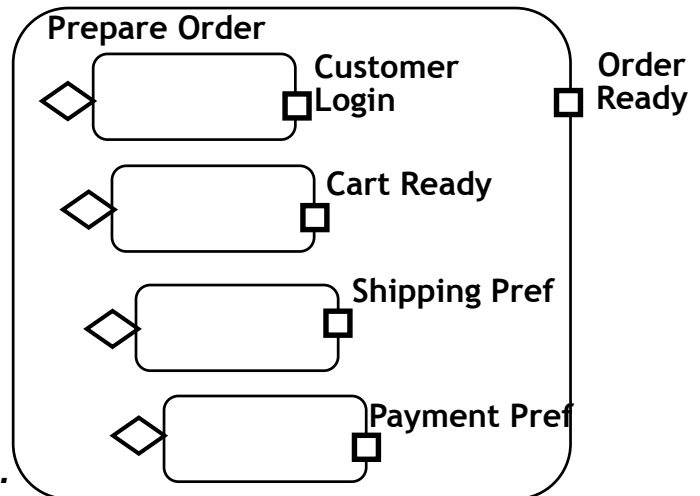 Prepare Order
Customer
Login
Order
Ready
Cart Ready
Shipping Pref
Payment Pref
.